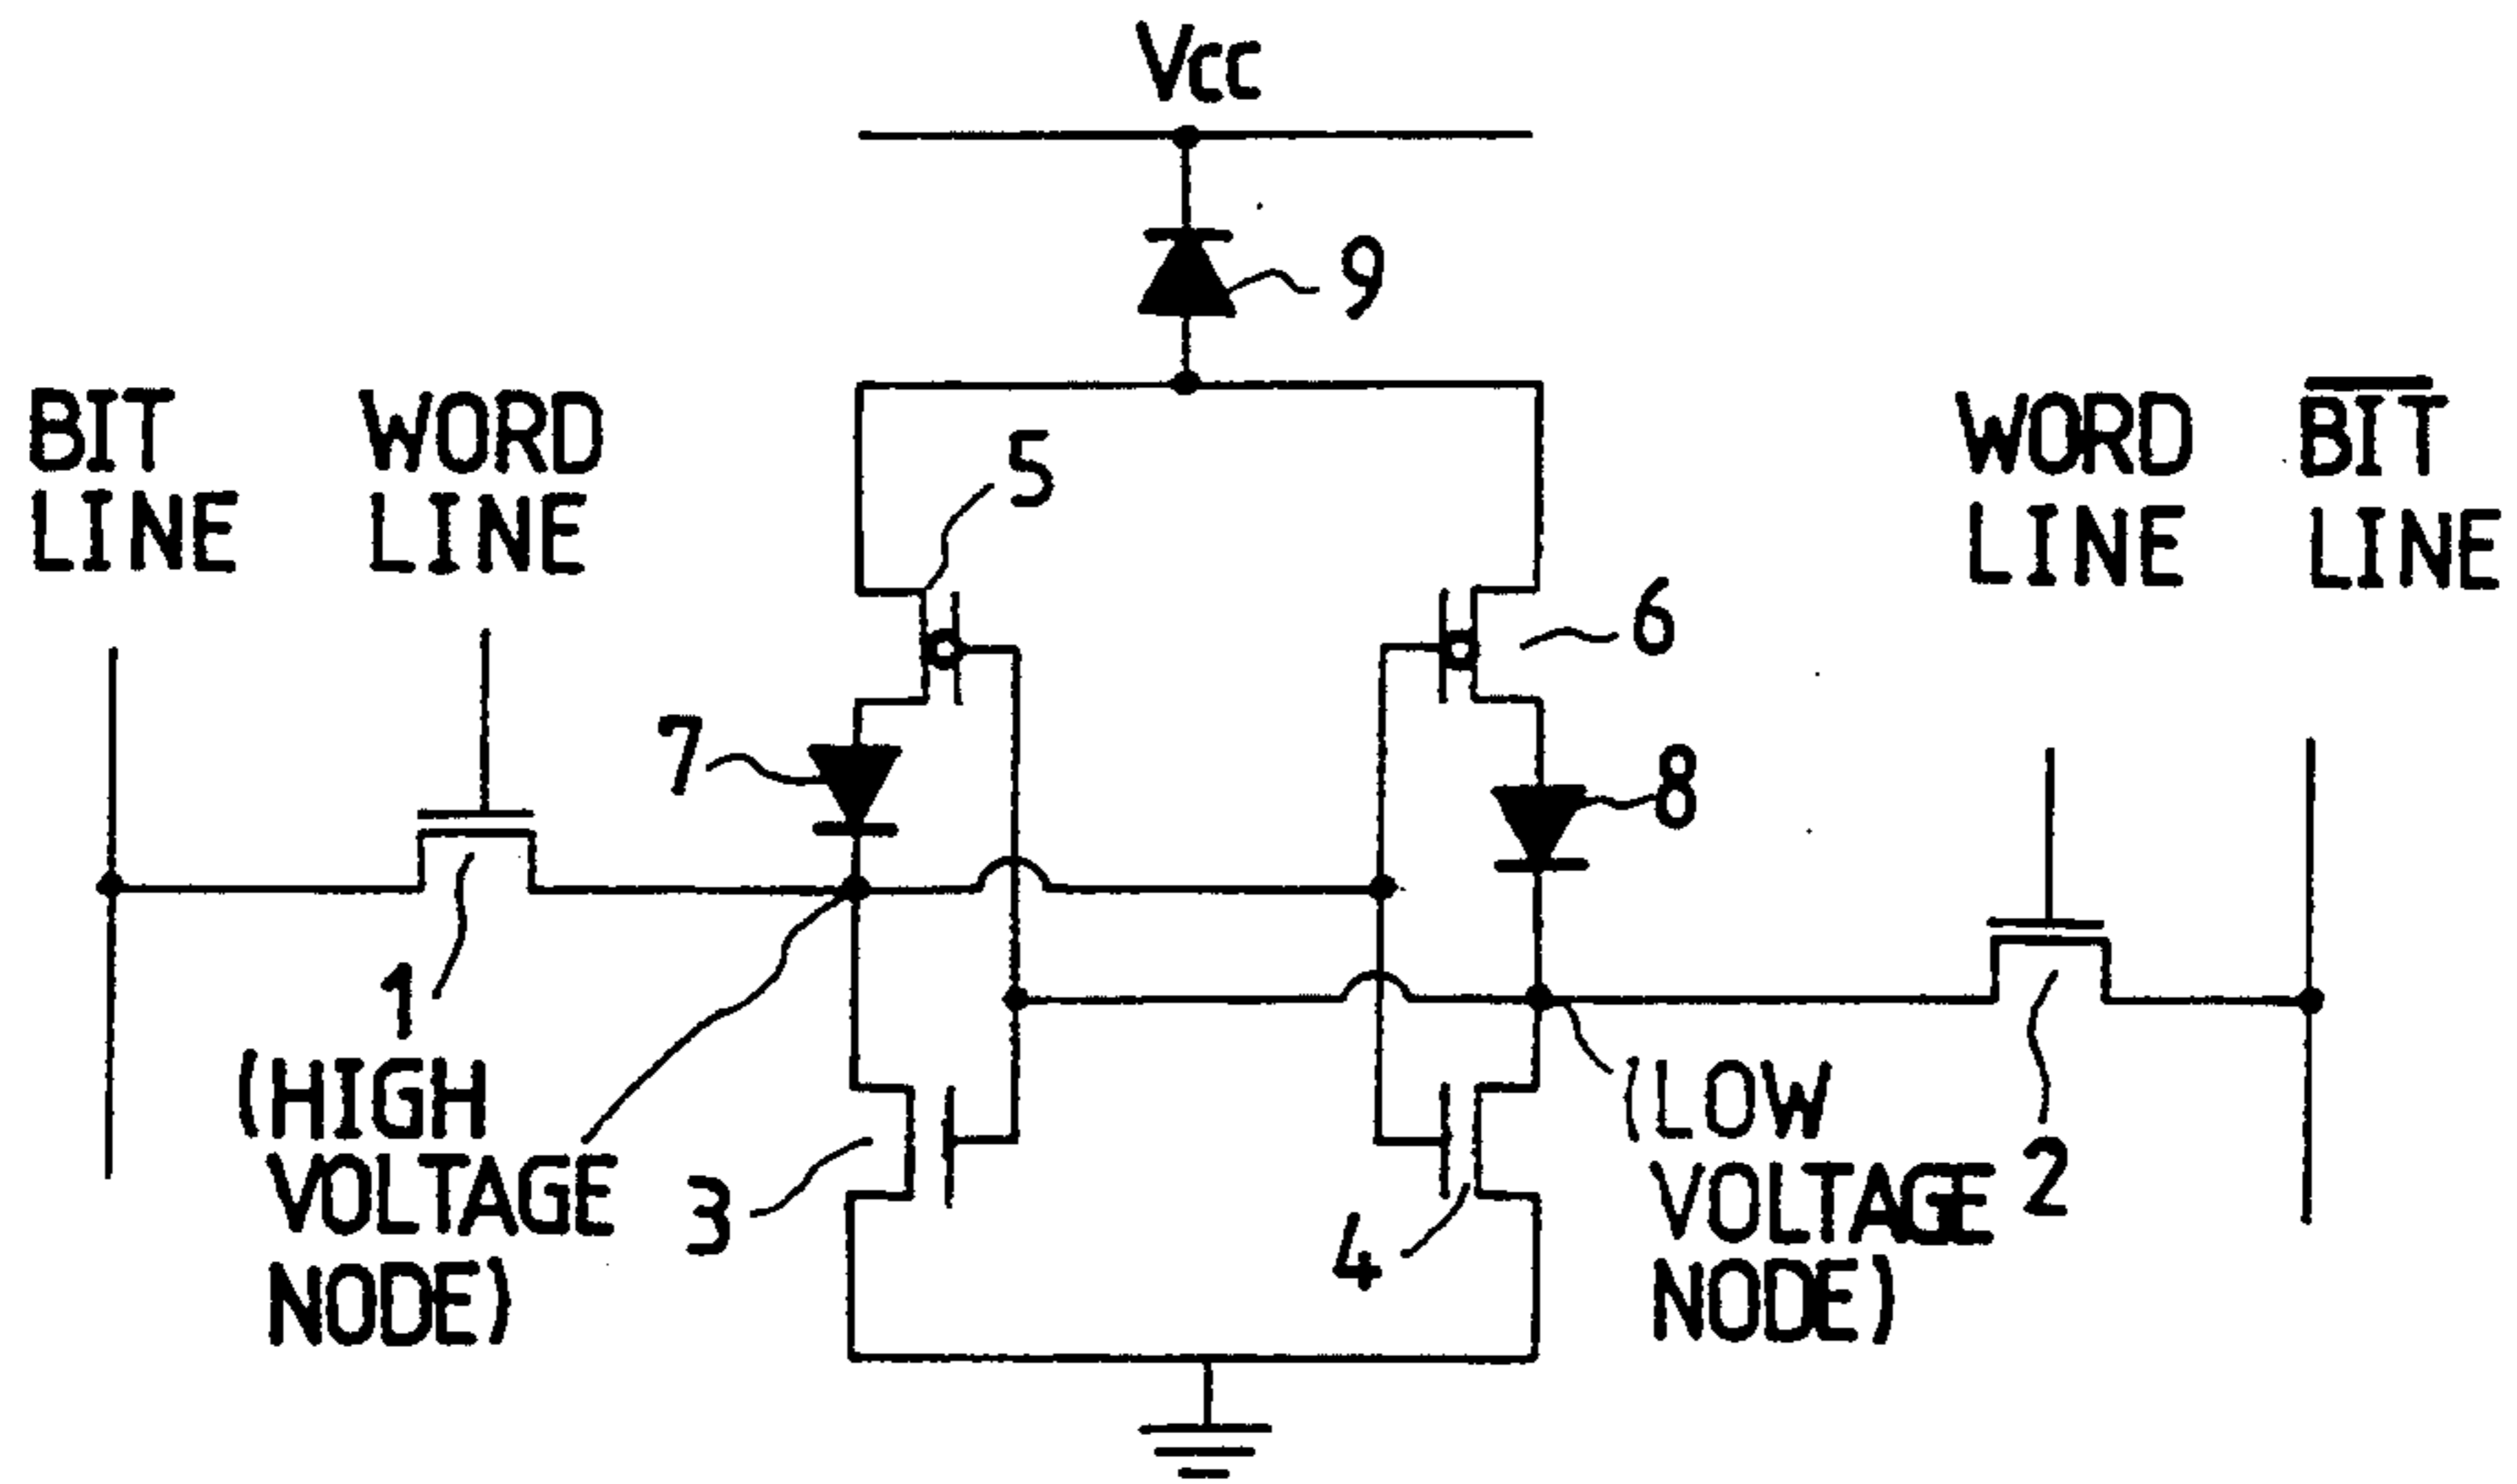 Vcc
9
BIT
LINE
WORD
LINE
5
6
WORD
LINE
B̅I̅T̅
LINE
7
8
1
(HIGH
VOLTAGE
NODE)
3
4
(LOW
VOLTAGE
NODE)
2